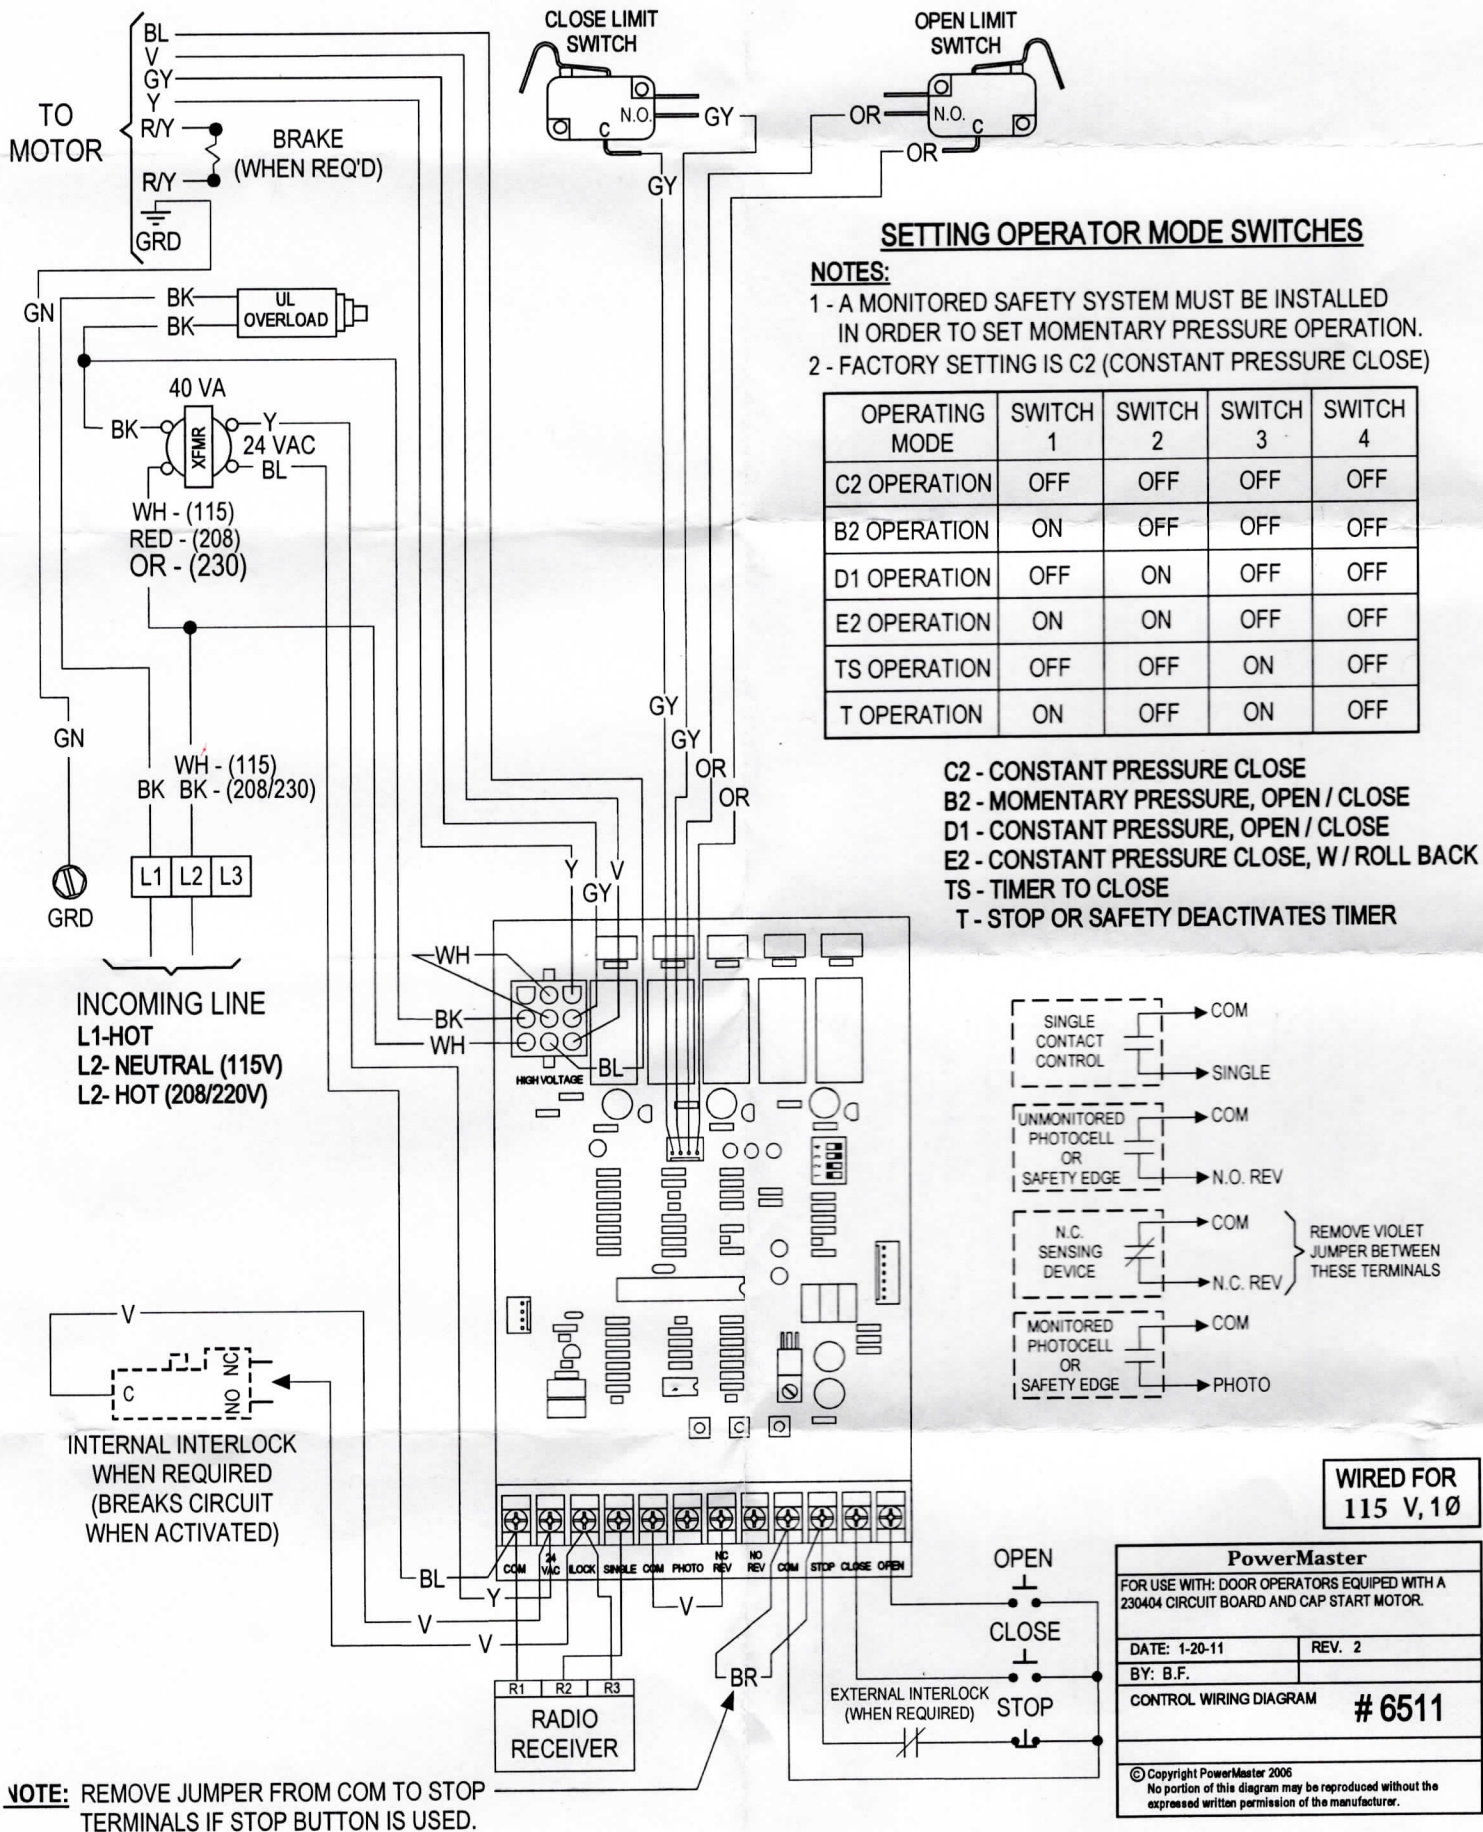 BL
V
GY
Y
R/Y
R/Y
GRD
TO
MOTOR
BRAKE
(WHEN REQ'D)
CLOSE LIMIT
SWITCH
N.O.
C
GY
GY
OPEN LIMIT
SWITCH
N.O.
C
OR
OR
GN
BK
BK
UL
OVERLOAD
40 VA
BK
XFMR
Y
24 VAC
BL
WH - (115)
RED - (208)
OR - (230)
GN
WH - (115)
BK
BK - (208/230)
L1 L2 L3
GRD
INCOMING LINE
L1-HOT
L2- NEUTRAL (115V)
L2- HOT (208/220V)
SETTING OPERATOR MODE SWITCHES
NOTES:
1 - A MONITORED SAFETY SYSTEM MUST BE INSTALLED
IN ORDER TO SET MOMENTARY PRESSURE OPERATION.
2 - FACTORY SETTING IS C2 (CONSTANT PRESSURE CLOSE)
OPERATING MODE SWITCH 1 SWITCH 2 SWITCH 3 SWITCH 4
C2 OPERATION OFF OFF OFF OFF
B2 OPERATION ON OFF OFF OFF
D1 OPERATION OFF ON OFF OFF
E2 OPERATION ON ON OFF OFF
TS OPERATION OFF OFF ON OFF
T OPERATION ON OFF ON OFF
C2 - CONSTANT PRESSURE CLOSE
B2 - MOMENTARY PRESSURE, OPEN / CLOSE
D1 - CONSTANT PRESSURE, OPEN / CLOSE
E2 - CONSTANT PRESSURE CLOSE, W / ROLL BACK
TS - TIMER TO CLOSE
T - STOP OR SAFETY DEACTIVATES TIMER
GY
GY
OR
OR
Y
GY
V
WH
BK
WH
BL
HIGH VOLTAGE
1 2 3 4
SINGLE
CONTACT
CONTROL
COM
SINGLE
UNMONITORED
PHOTOCELL
OR
SAFETY EDGE
COM
N.O. REV
N.C.
SENSING
DEVICE
COM
N.C. REV
REMOVE VIOLET
JUMPER BETWEEN
THESE TERMINALS
MONITORED
PHOTOCELL
OR
SAFETY EDGE
COM
PHOTO
V
C
NC
NO
INTERNAL INTERLOCK
WHEN REQUIRED
(BREAKS CIRCUIT
WHEN ACTIVATED)
COM 24 VAC ILOCK SINGLE COM PHOTO NC REV NO REV COM STOP CLOSE OPEN
BL
Y
V
V
V
BR
R1 R2 R3
RADIO
RECEIVER
OPEN
CLOSE
STOP
EXTERNAL INTERLOCK
(WHEN REQUIRED)
NOTE: REMOVE JUMPER FROM COM TO STOP
TERMINALS IF STOP BUTTON IS USED.
WIRED FOR
115 V, 1Ø
PowerMaster
FOR USE WITH: DOOR OPERATORS EQUIPED WITH A
230404 CIRCUIT BOARD AND CAP START MOTOR.
DATE: 1-20-11 REV. 2
BY: B.F.
CONTROL WIRING DIAGRAM # 6511
© Copyright PowerMaster 2006
No portion of this diagram may be reproduced without the
expressed written permission of the manufacturer.